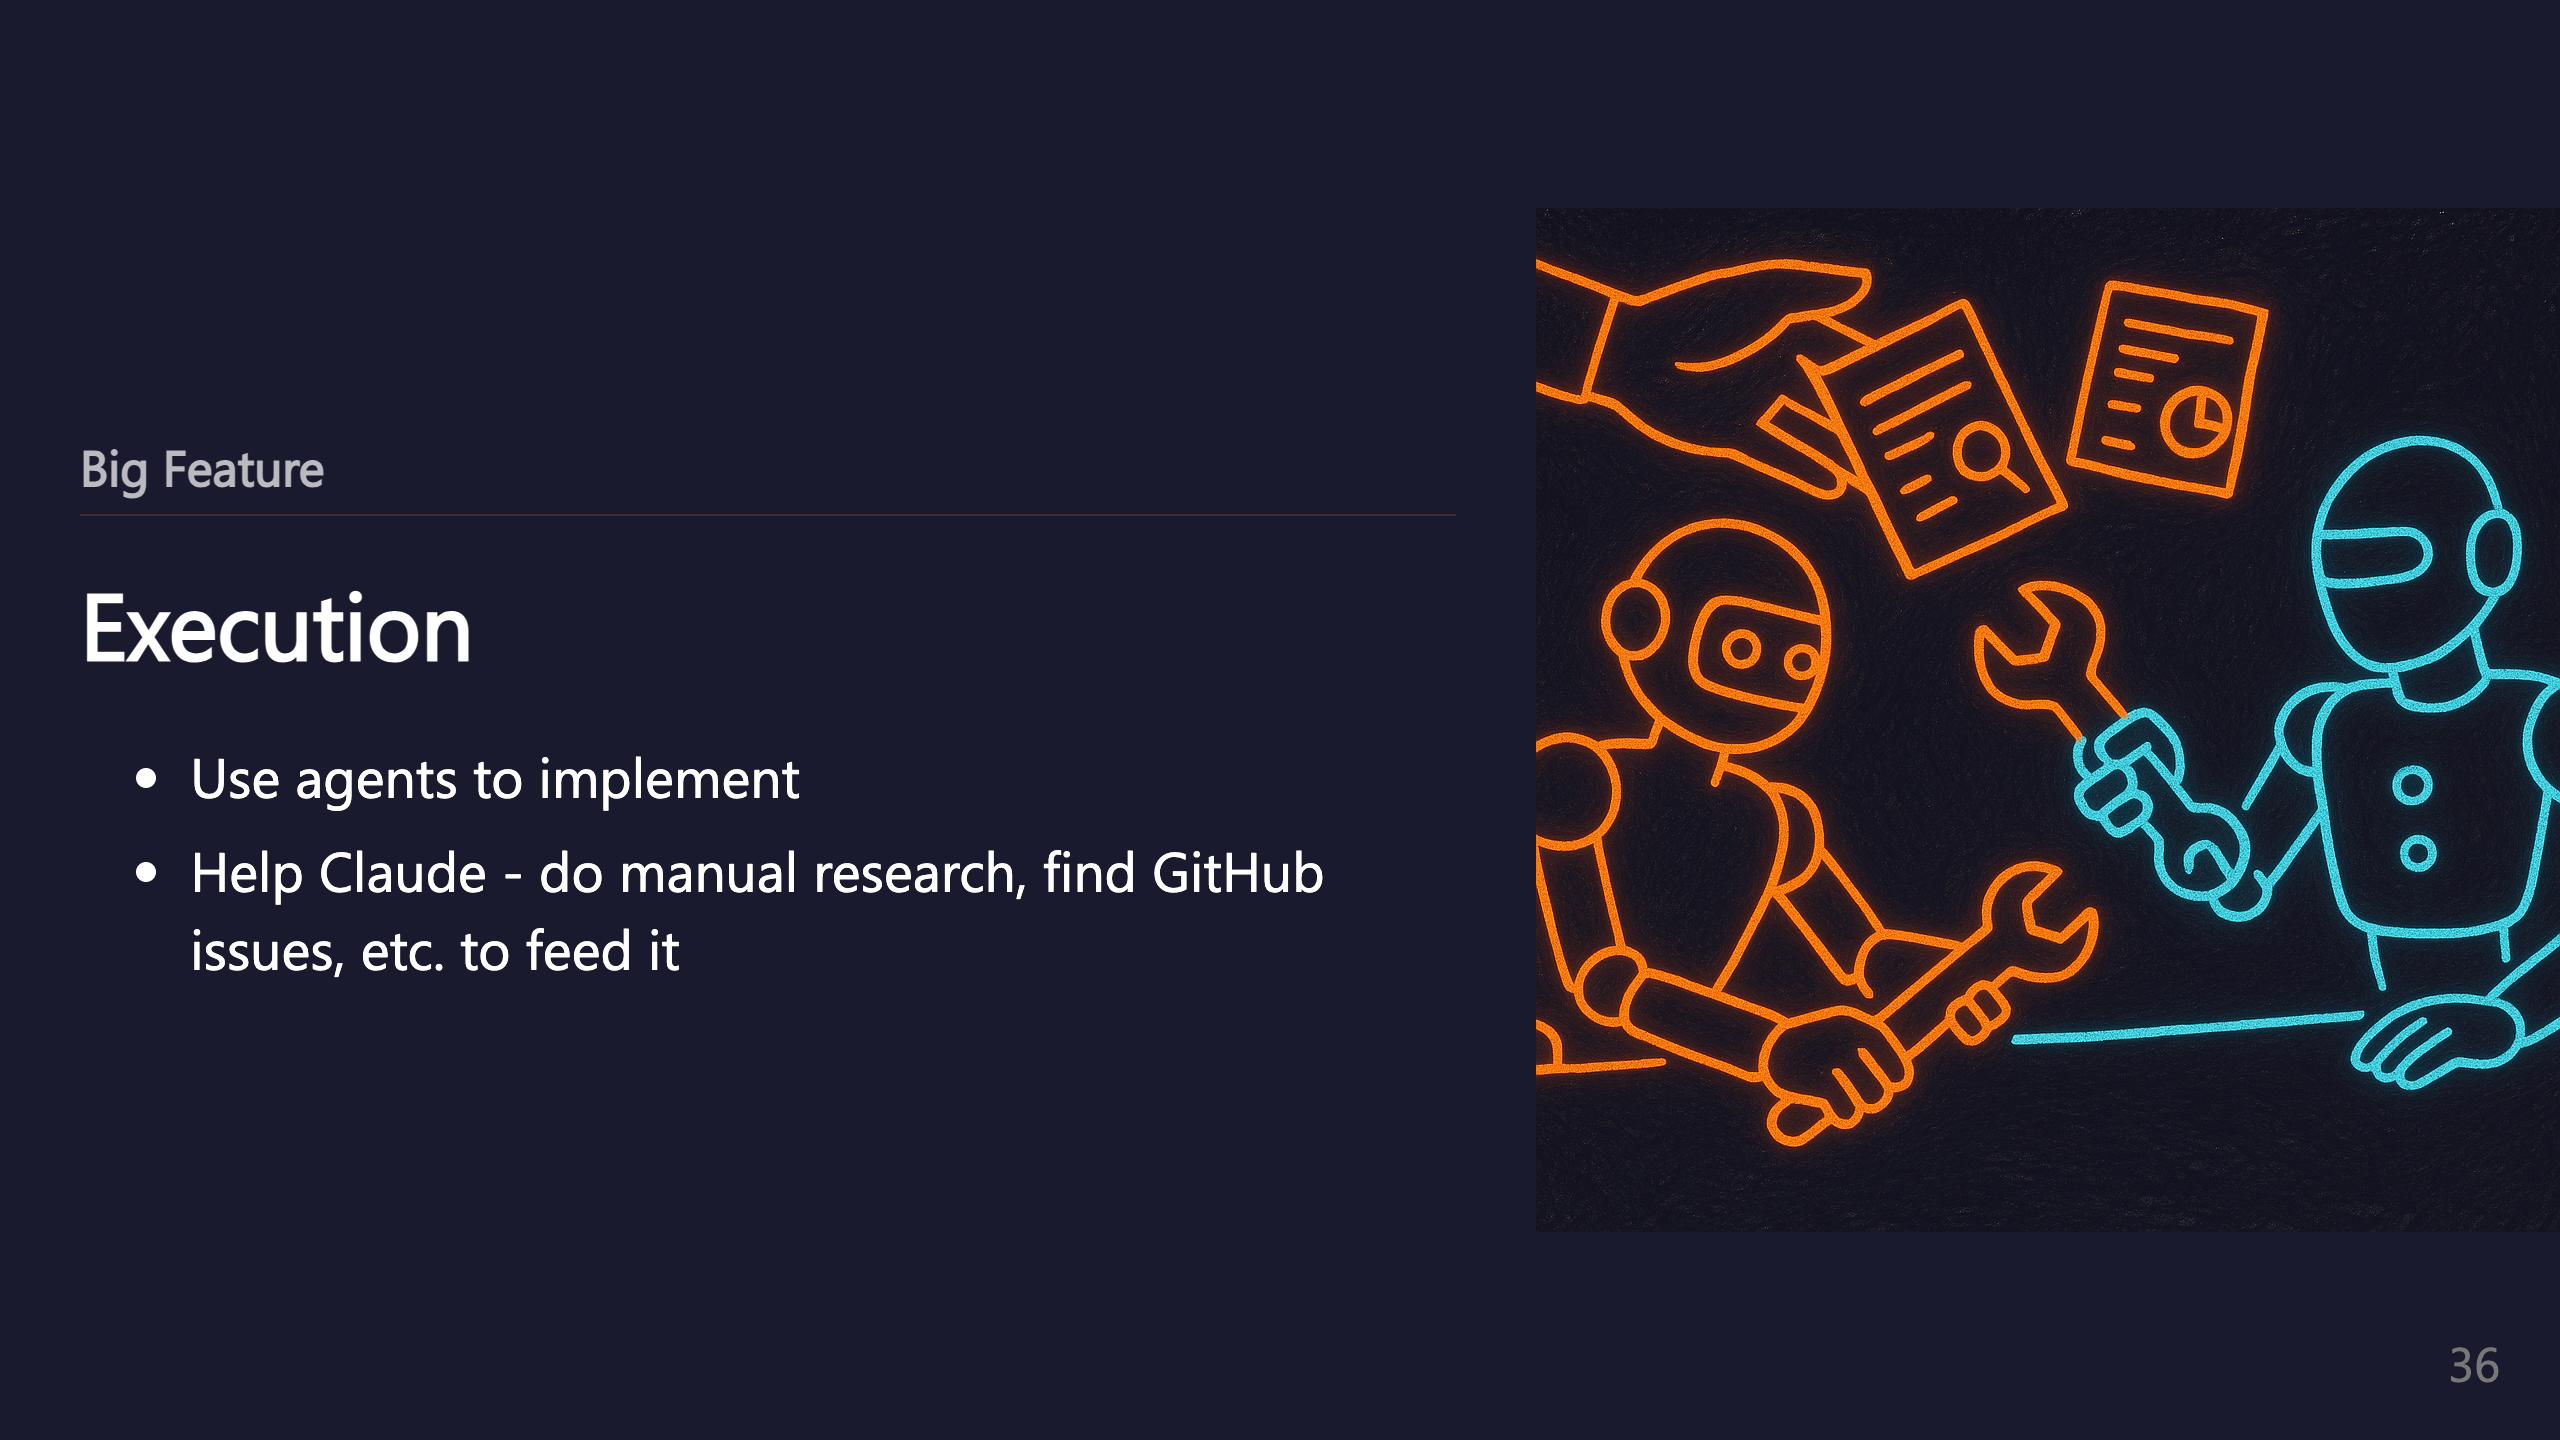 Big Feature
Execution
• Use agents to implement
• Help Claude - do manual research, find GitHub
issues, etc. to feed it
36